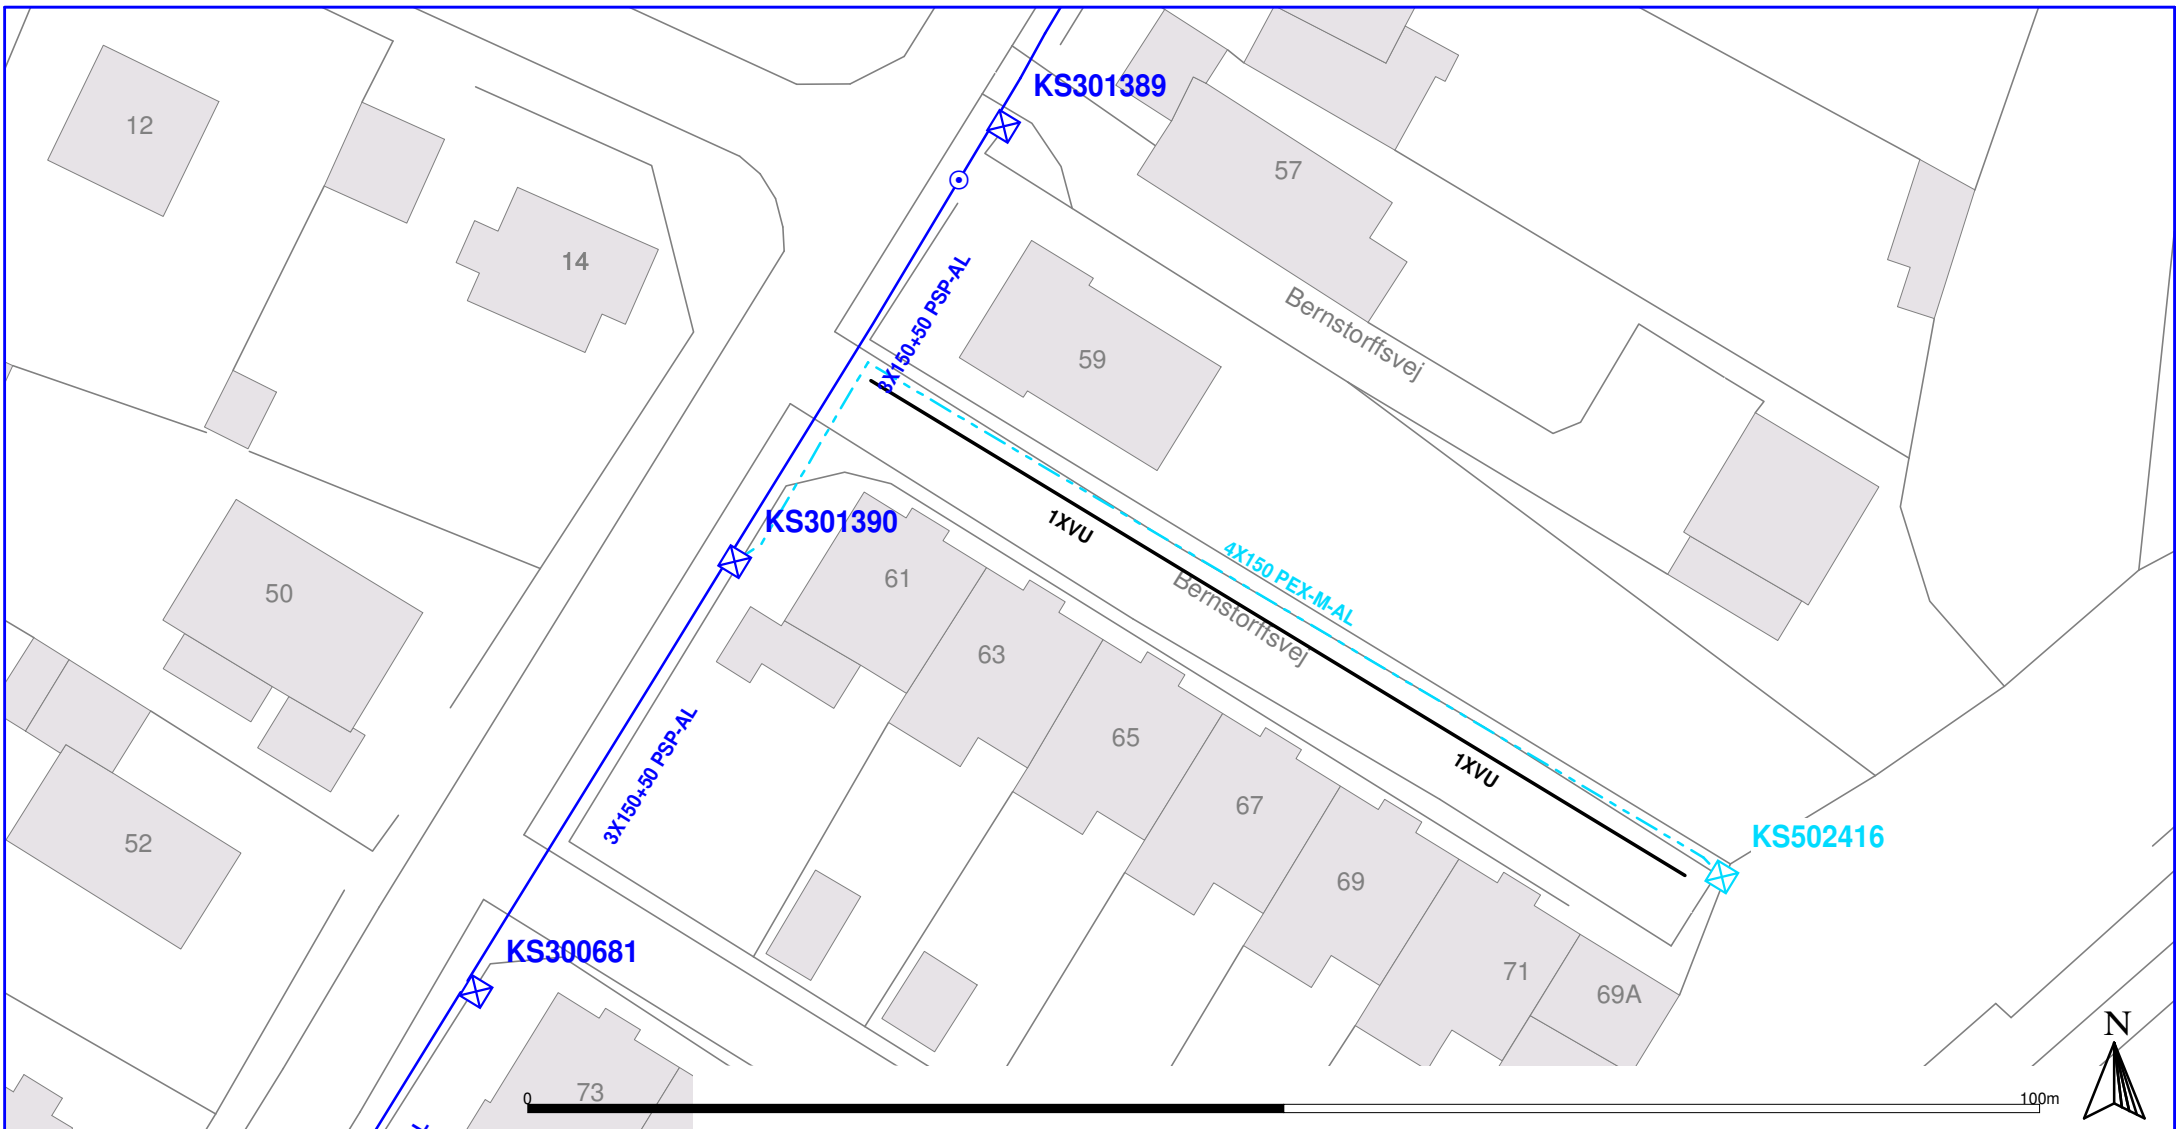 KS301389
12
57
14
3X150+50 PSP-AL
Bernstorffsvej
59
KS301390
1XVU
4X150 PEX-M-AL
Bernstorffsvej
61
50
63
65
1XVU
3X150+50 PSP-AL
67
KS502416
52
69
KS300681
71
69A
N
73
0
100m